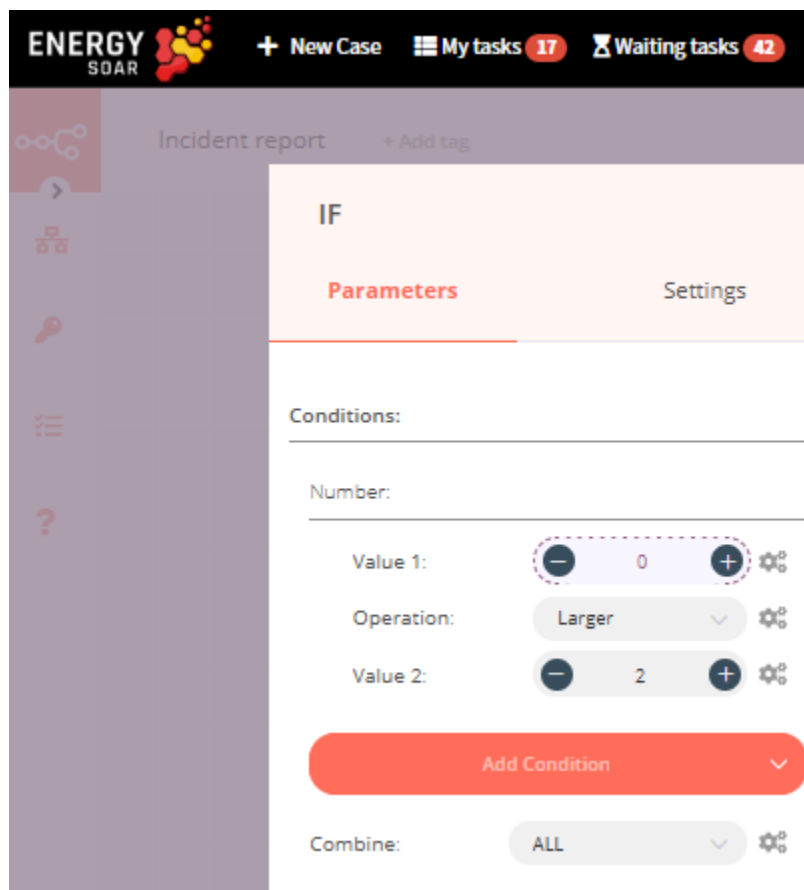 ENERGY
SOAR
+ New Case
My tasks 17
Waiting tasks 42
Incident report
+ Add tag
IF
Parameters
Settings
Conditions:
Number:
Value 1:
0
Operation:
Larger
Value 2:
2
Add Condition
Combine:
ALL
?